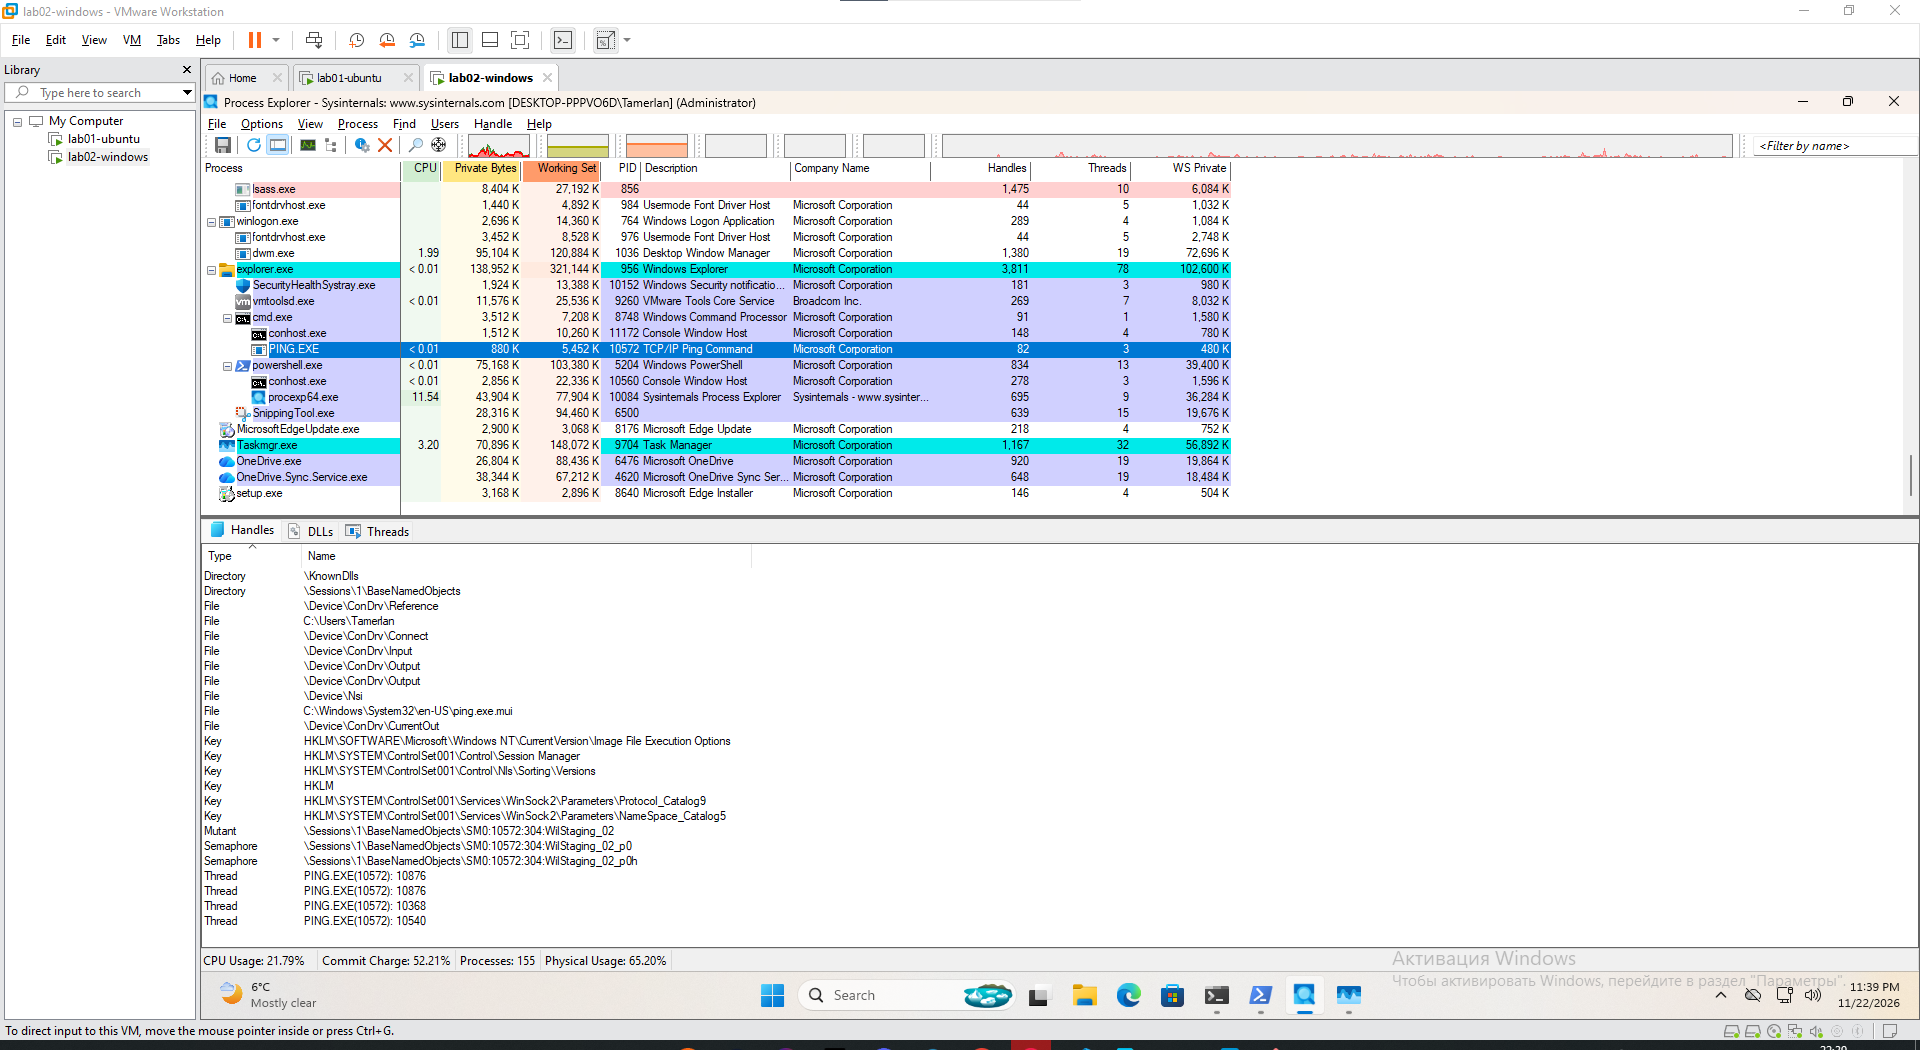 lab02-windows - VMware Workstation
File Edit View VM Tabs Help
Library
Type here to search
My Computer
lab01-ubuntu
lab02-windows
Home lab01-ubuntu lab02-windows
Process Explorer - Sysinternals: www.sysinternals.com [DESKTOP-PPPVO6D\Tamerlan] (Administrator)
File Options View Process Find Users Handle Help
<Filter by name>
Process CPU Private Bytes Working Set PID Description Company Name Handles Threads WS Private
lsass.exe 8,404 K 27,192 K 856 1,475 10 6,084 K
fontdrvhost.exe 1,440 K 4,892 K 984 Usermode Font Driver Host Microsoft Corporation 44 5 1,032 K
winlogon.exe 2,696 K 14,360 K 764 Windows Logon Application Microsoft Corporation 289 4 1,084 K
fontdrvhost.exe 3,452 K 8,528 K 976 Usermode Font Driver Host Microsoft Corporation 44 5 2,748 K
dwm.exe 1.99 95,104 K 120,884 K 1036 Desktop Window Manager Microsoft Corporation 1,380 19 72,696 K
explorer.exe < 0.01 138,952 K 321,144 K 956 Windows Explorer Microsoft Corporation 3,811 78 102,600 K
SecurityHealthSystray.exe 1,924 K 13,388 K 10152 Windows Security notificatio... Microsoft Corporation 181 3 980 K
vm vmtoolsd.exe < 0.01 11,576 K 25,536 K 9260 VMware Tools Core Service Broadcom Inc. 269 7 8,032 K
cmd.exe 3,512 K 7,208 K 8748 Windows Command Processor Microsoft Corporation 91 1 1,580 K
conhost.exe 1,512 K 10,260 K 11172 Console Window Host Microsoft Corporation 148 4 780 K
PING.EXE < 0.01 880 K 5,452 K 10572 TCP/IP Ping Command Microsoft Corporation 82 3 480 K
powershell.exe < 0.01 75,168 K 103,380 K 5204 Windows PowerShell Microsoft Corporation 834 13 39,400 K
conhost.exe < 0.01 2,856 K 22,336 K 10560 Console Window Host Microsoft Corporation 278 3 1,596 K
procexp64.exe 11.54 43,904 K 77,904 K 10084 Sysinternals Process Explorer Sysinternals - www.sysinter... 695 9 36,284 K
SnippingTool.exe 28,316 K 94,460 K 6500 639 15 19,676 K
MicrosoftEdgeUpdate.exe 2,900 K 3,068 K 8176 Microsoft Edge Update Microsoft Corporation 218 4 752 K
Taskmgr.exe 3.20 70,896 K 148,072 K 9704 Task Manager Microsoft Corporation 1,167 32 56,892 K
OneDrive.exe 26,804 K 88,436 K 6476 Microsoft OneDrive Microsoft Corporation 920 19 19,864 K
OneDrive.Sync.Service.exe 38,344 K 67,212 K 4620 Microsoft OneDrive Sync Ser... Microsoft Corporation 648 19 18,484 K
setup.exe 3,168 K 2,896 K 8640 Microsoft Edge Installer Microsoft Corporation 146 4 504 K
Handles DLLs Threads
Type Name
Directory \KnownDlls
Directory \Sessions\1\BaseNamedObjects
File \Device\ConDrv\Reference
File C:\Users\Tamerlan
File \Device\ConDrv\Connect
File \Device\ConDrv\Input
File \Device\ConDrv\Output
File \Device\ConDrv\Output
File \Device\Nsi
File C:\Windows\System32\en-US\ping.exe.mui
File \Device\ConDrv\CurrentOut
Key HKLM\SOFTWARE\Microsoft\Windows NT\CurrentVersion\Image File Execution Options
Key HKLM\SYSTEM\ControlSet001\Control\Session Manager
Key HKLM\SYSTEM\ControlSet001\Control\Nls\Sorting\Versions
Key HKLM
Key HKLM\SYSTEM\ControlSet001\Services\WinSock2\Parameters\Protocol_Catalog9
Key HKLM\SYSTEM\ControlSet001\Services\WinSock2\Parameters\NameSpace_Catalog5
Mutant \Sessions\1\BaseNamedObjects\SM0:10572:304:WilStaging_02
Semaphore \Sessions\1\BaseNamedObjects\SM0:10572:304:WilStaging_02_p0
Semaphore \Sessions\1\BaseNamedObjects\SM0:10572:304:WilStaging_02_p0h
Thread PING.EXE(10572): 10876
Thread PING.EXE(10572): 10876
Thread PING.EXE(10572): 10368
Thread PING.EXE(10572): 10540
CPU Usage: 21.79% Commit Charge: 52.21% Processes: 155 Physical Usage: 65.20%
Активация Windows
Чтобы активировать Windows, перейдите в раздел "Параметры".
6°C
Mostly clear
Search
11:39 PM
11/22/2026
To direct input to this VM, move the mouse pointer inside or press Ctrl+G.